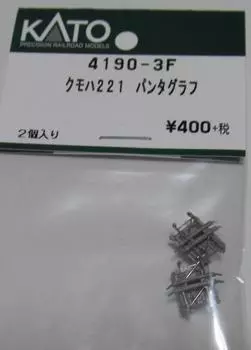 KATO
PRECISION RAILROAD MODELS
4190-3F
クモハ221 パンタグラフ
2個入り
¥400+税